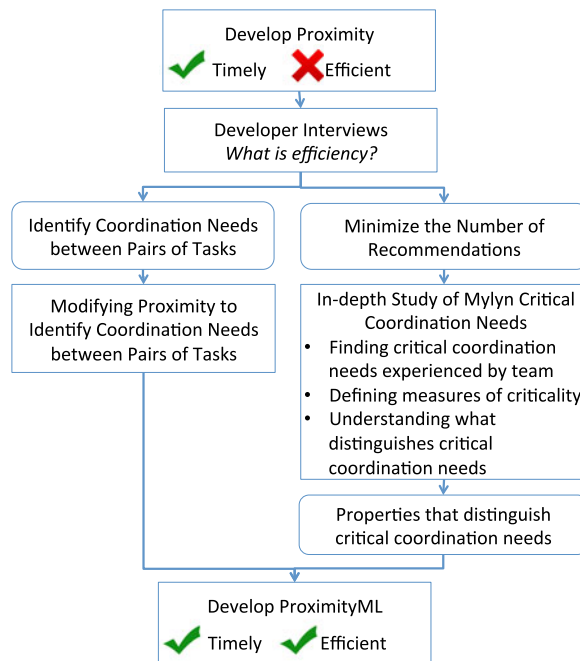 Develop Proximity
Timely Efficient
Developer Interviews
What is efficiency?
Identify Coordination Needs
between Pairs of Tasks
Minimize the Number of
Recommendations
Modifying Proximity to
Identify Coordination Needs
between Pairs of Tasks
In-depth Study of Mylyn Critical
Coordination Needs
• Finding critical coordination
needs experienced by team
• Defining measures of criticality
• Understanding what
distinguishes critical
coordination needs
Properties that distinguish
critical coordination needs
Develop ProximityML
Timely Efficient